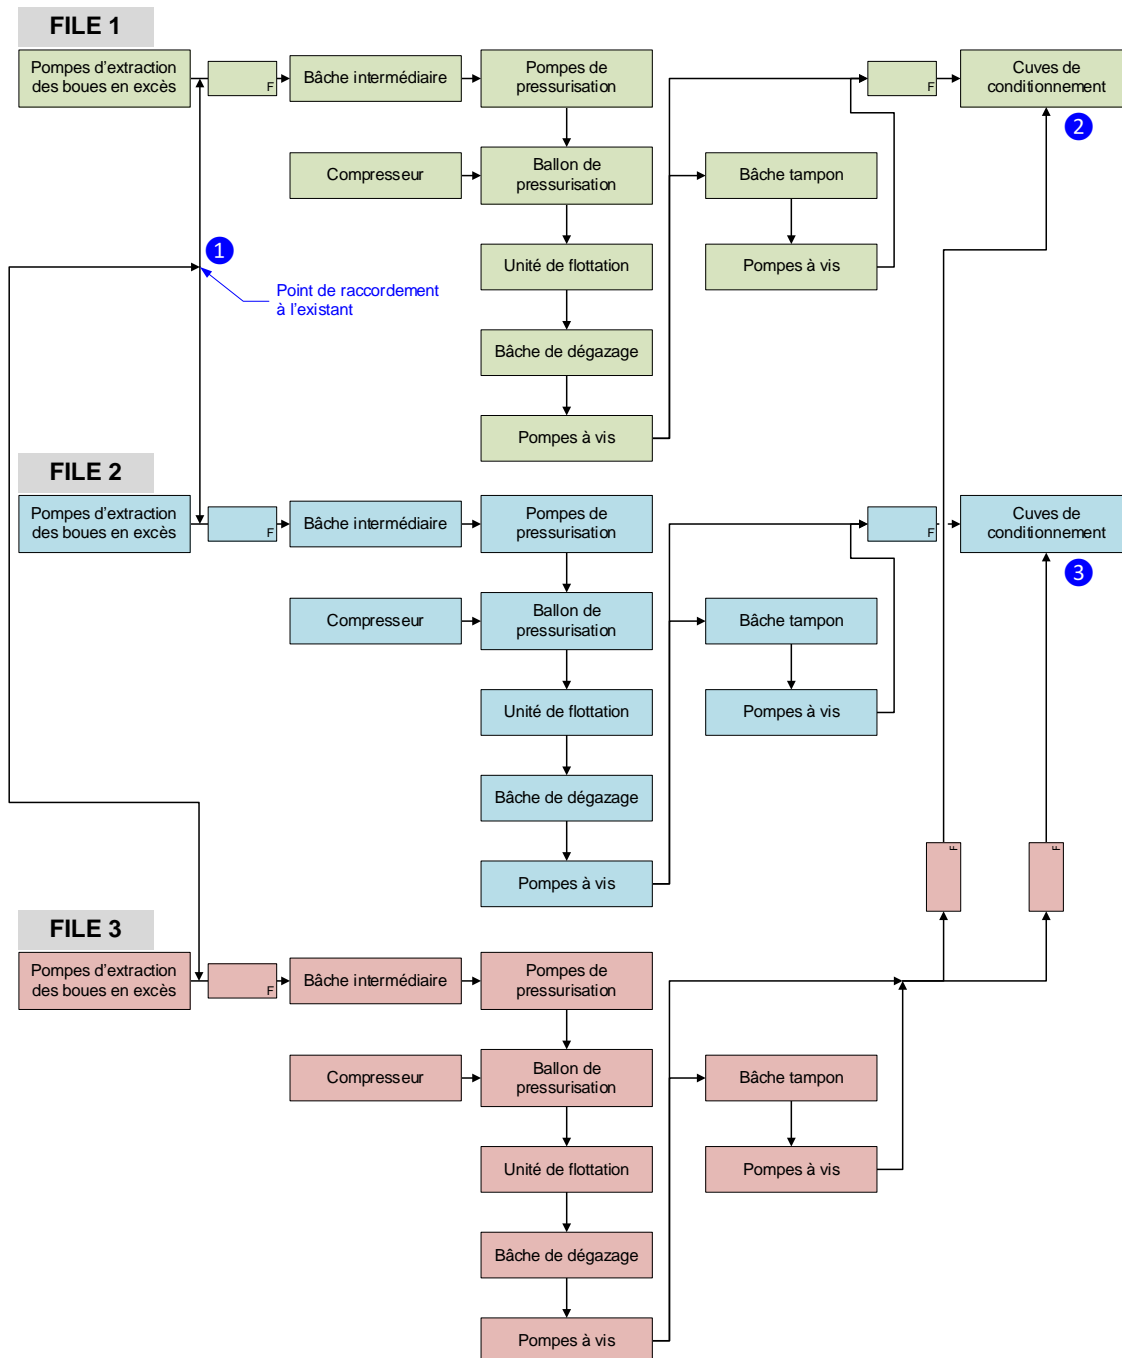 FILE 1
Pompes d'extraction
des boues en excès
F
Bâche intermédiaire
Pompes de
pressurisation
F
Cuves de
conditionnement
2
Compresseur
Ballon de
pressurisation
Bâche tampon
1
Unité de flottation
Pompes à vis
Point de raccordement
à l'existant
Bâche de dégazage
Pompes à vis
FILE 2
Pompes d'extraction
des boues en excès
F
Bâche intermédiaire
Pompes de
pressurisation
F
Cuves de
conditionnement
3
Compresseur
Ballon de
pressurisation
Bâche tampon
Unité de flottation
Pompes à vis
Bâche de dégazage
F
F
Pompes à vis
FILE 3
Pompes d'extraction
des boues en excès
F
Bâche intermédiaire
Pompes de
pressurisation
Compresseur
Ballon de
pressurisation
Bâche tampon
Unité de flottation
Pompes à vis
Bâche de dégazage
Pompes à vis